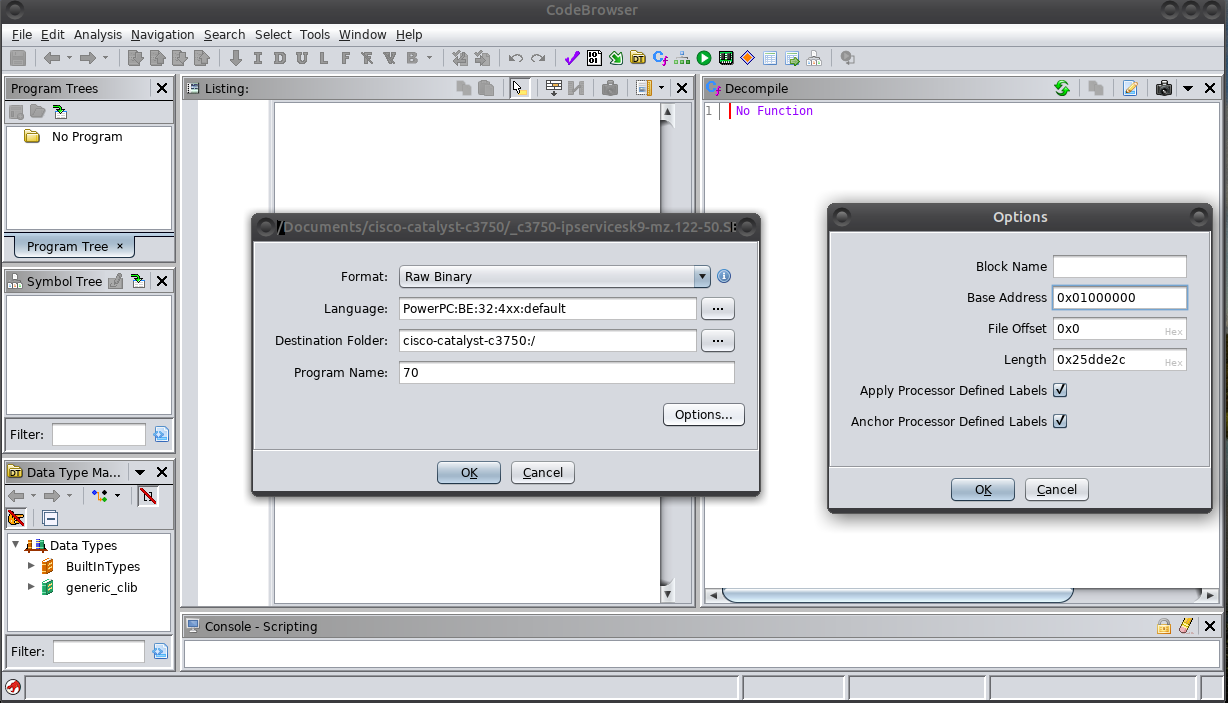 CodeBrowser
File Edit Analysis Navigation Search Select Tools Window Help
I D U L F B
Program Trees
No Program
Program Tree ×
Symbol Tree
Filter:
Data Type Ma...
Data Types
BuiltInTypes
generic_clib
Filter:
Listing:
Decompile
1 No Function
/Documents/cisco-catalyst-c3750/_c3750-ipservicesk9-mz.122-50.SE
Format: Raw Binary
Language: PowerPC:BE:32:4xx:default ...
Destination Folder: cisco-catalyst-c3750:/ ...
Program Name: 70
Options...
OK Cancel
Options
Block Name
Base Address 0x01000000
File Offset 0x0 Hex
Length 0x25dde2c Hex
Apply Processor Defined Labels
Anchor Processor Defined Labels
OK Cancel
Console - Scripting